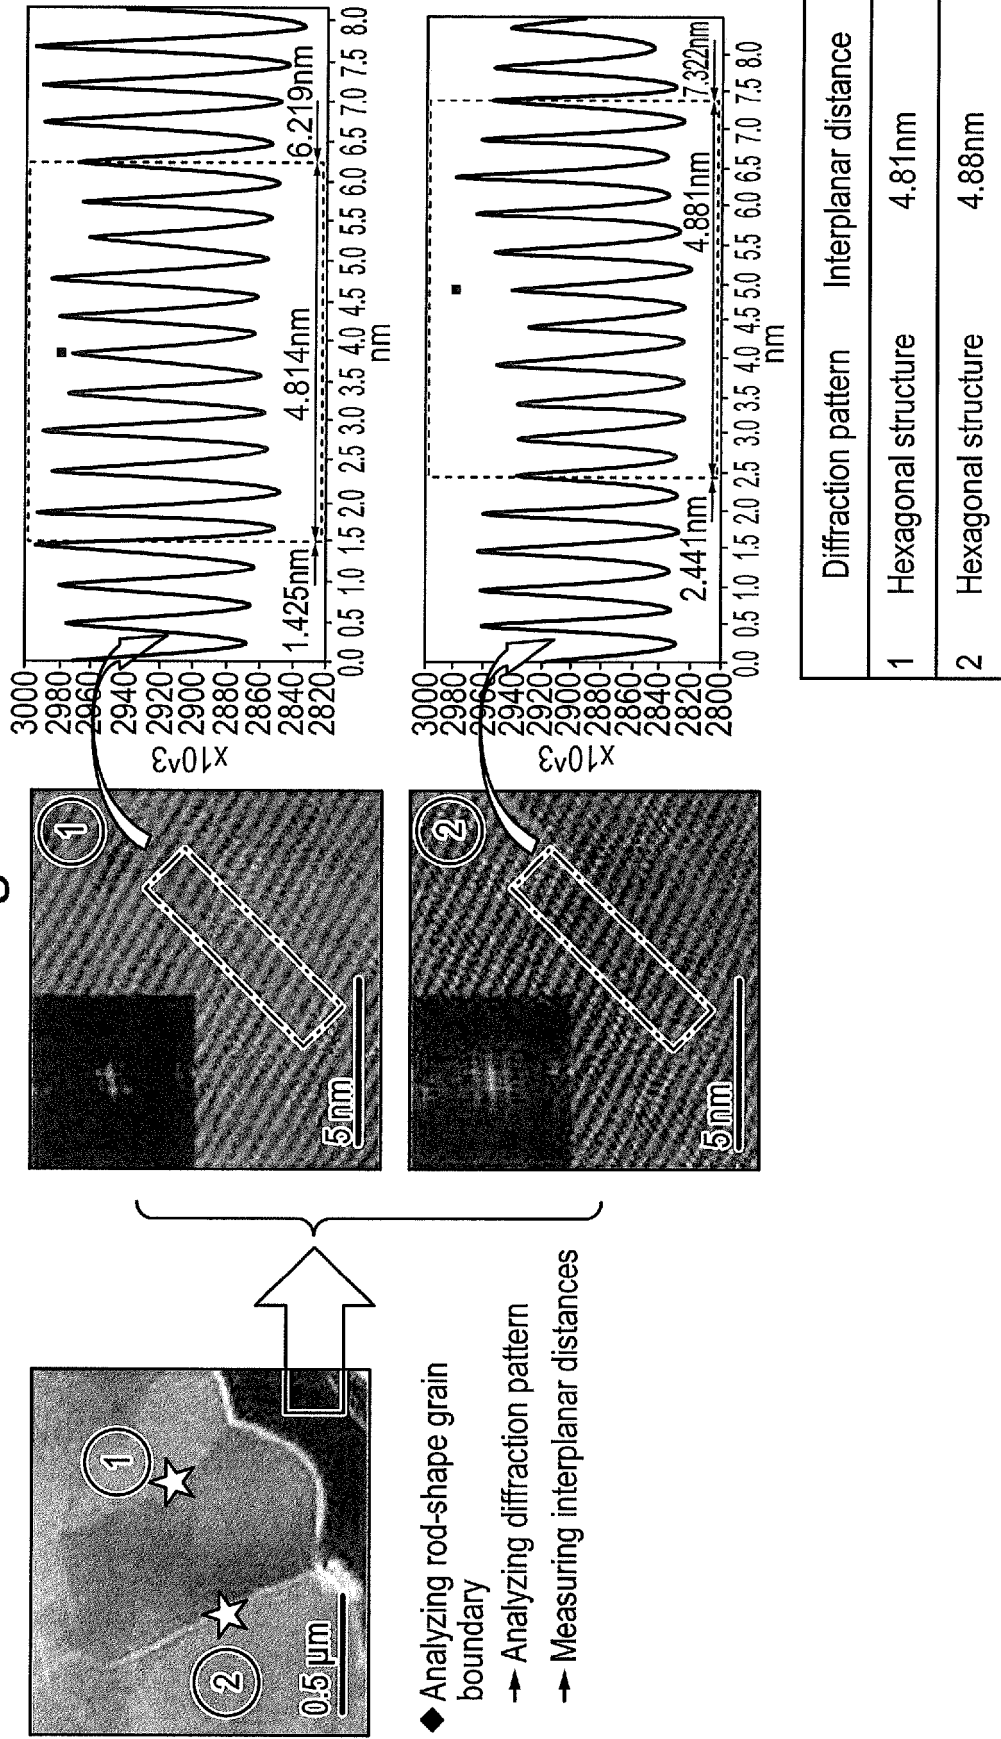 1
2
0.5 µm
◆ Analyzing rod-shape grain
boundary
→ Analyzing diffraction pattern
→ Measuring interplanar distances
1
5 nm
2
5 nm
x10^3
3000
2980
2960
2940
2920
2900
2880
2860
2840
2820
1.425nm
4.814nm
6.219nm
0.0 0.5 1.0 1.5 2.0 2.5 3.0 3.5 4.0 4.5 5.0 5.5 6.0 6.5 7.0 7.5 8.0
nm
x10^3
3000
2980
2960
2940
2920
2900
2880
2860
2840
2820
2800
2.441nm
4.881nm
7.322nm
0.0 0.5 1.0 1.5 2.0 2.5 3.0 3.5 4.0 4.5 5.0 5.5 6.0 6.5 7.0 7.5 8.0
nm
Diffraction pattern Interplanar distance
1 Hexagonal structure 4.81nm
2 Hexagonal structure 4.88nm